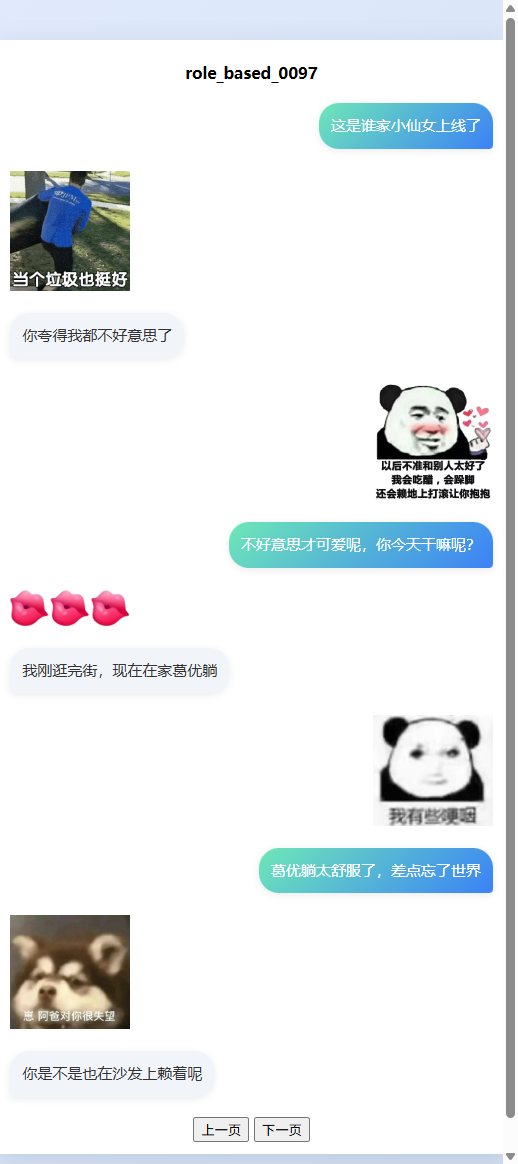 role_based_0097
这是谁家小仙女上线了
当个垃圾也挺好
你夸得我都不好意思了
以后不准和别人太好了
我会吃醋，会跺脚
还会赖地上打滚让你抱抱
不好意思才可爱呢，你今天干嘛呢?
我刚逛完街，现在在家葛优躺
我有些哽咽
葛优躺太舒服了，差点忘了世界
崽 阿爸对你很失望
你是不是也在沙发上赖着呢
上一页 下一页